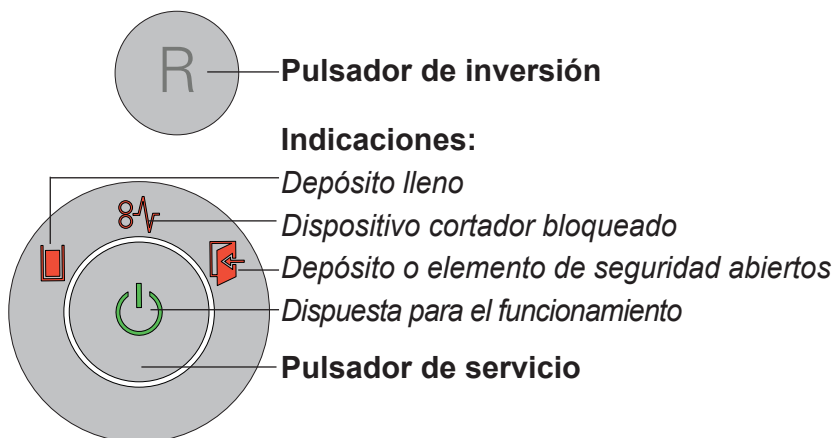 R
Pulsador de inversión
Indicaciones:
Depósito lleno
Dispositivo cortador bloqueado
Depósito o elemento de seguridad abiertos
Dispuesta para el funcionamiento
Pulsador de servicio